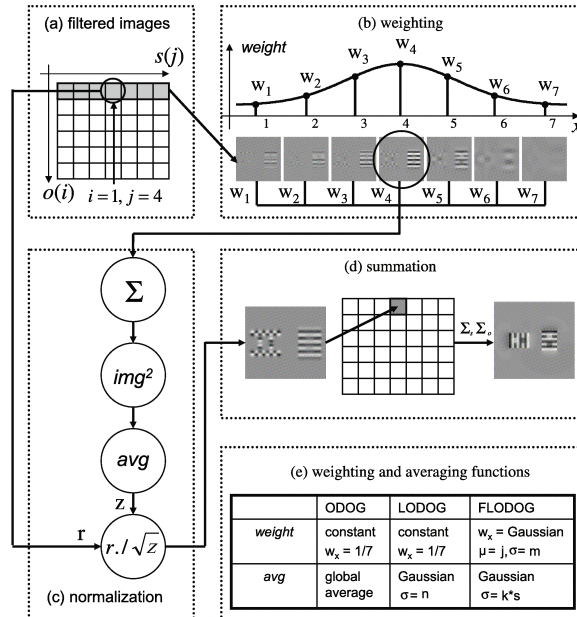 (a) filtered images
s(j)
o(i)
i=1, j=4
(b) weighting
weight
w1 w2 w3 w4 w5 w6 w7
1 2 3 4 5 6 7 x
w1 w2 w3 w4 w5 w6 w7
Σ
img²
avg
z
r
r./√z
(c) normalization
(d) summation
Σs Σo
(e) weighting and averaging functions
ODOG LODOG FLODOG
weight constant constant wx = Gaussian
wx = 1/7 wx = 1/7 μ = j, σ= m
avg global Gaussian Gaussian
average σ= n σ= k*s